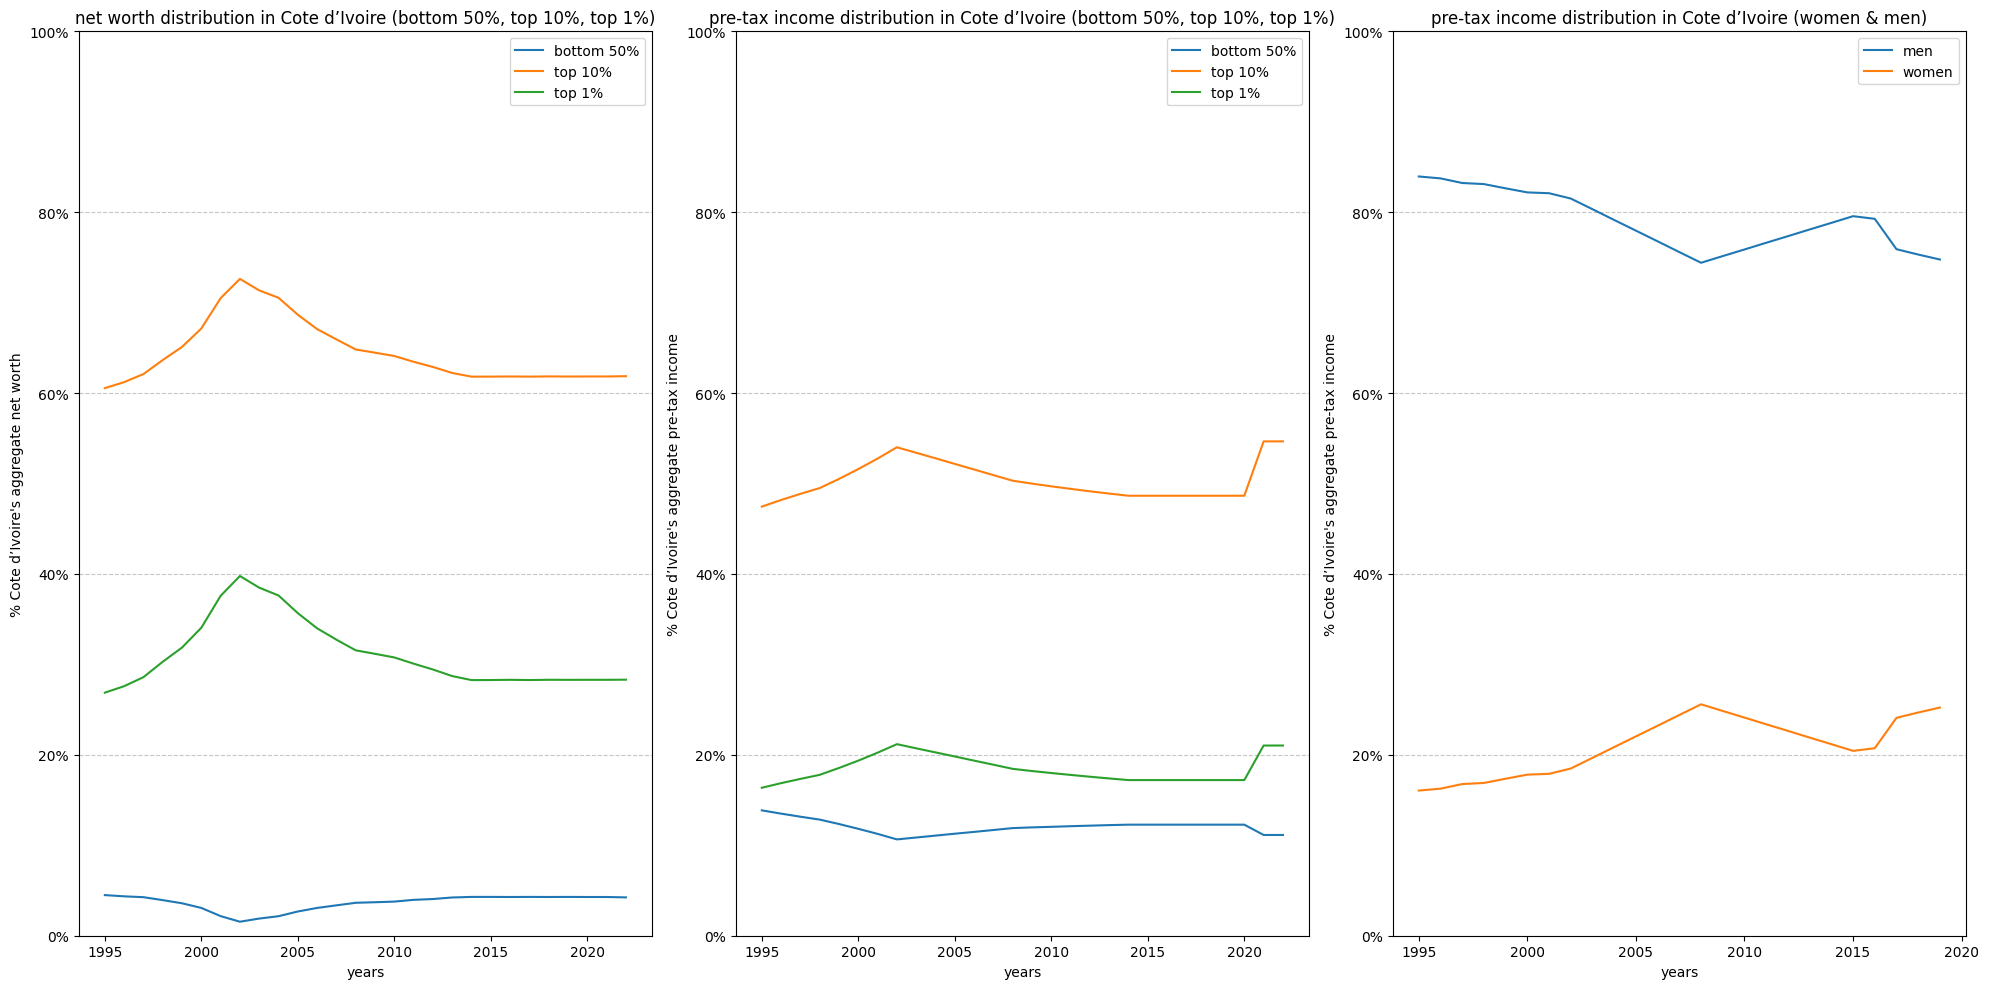 net worth distribution in Cote d’Ivoire (bottom 50%, top 10%, top 1%)
100%
80%
60%
40%
20%
0%
% Cote d’Ivoire's aggregate net worth
bottom 50%
top 10%
top 1%
1995 2000 2005 2010 2015 2020
years
pre-tax income distribution in Cote d’Ivoire (bottom 50%, top 10%, top 1%)
100%
80%
60%
40%
20%
0%
% Cote d’Ivoire's aggregate pre-tax income
bottom 50%
top 10%
top 1%
1995 2000 2005 2010 2015 2020
years
pre-tax income distribution in Cote d’Ivoire (women & men)
100%
80%
60%
40%
20%
0%
% Cote d’Ivoire's aggregate pre-tax income
men
women
1995 2000 2005 2010 2015 2020
years